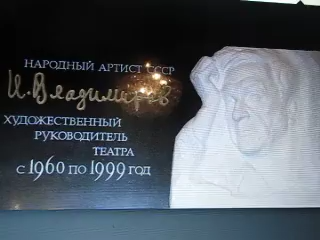 НАРОДНЫЙ АРТИСТ СССР
И. Владимиров
ХУДОЖЕСТВЕННЫЙ
РУКОВОДИТЕЛЬ
ТЕАТРА
С 1960 ПО 1999 ГОД